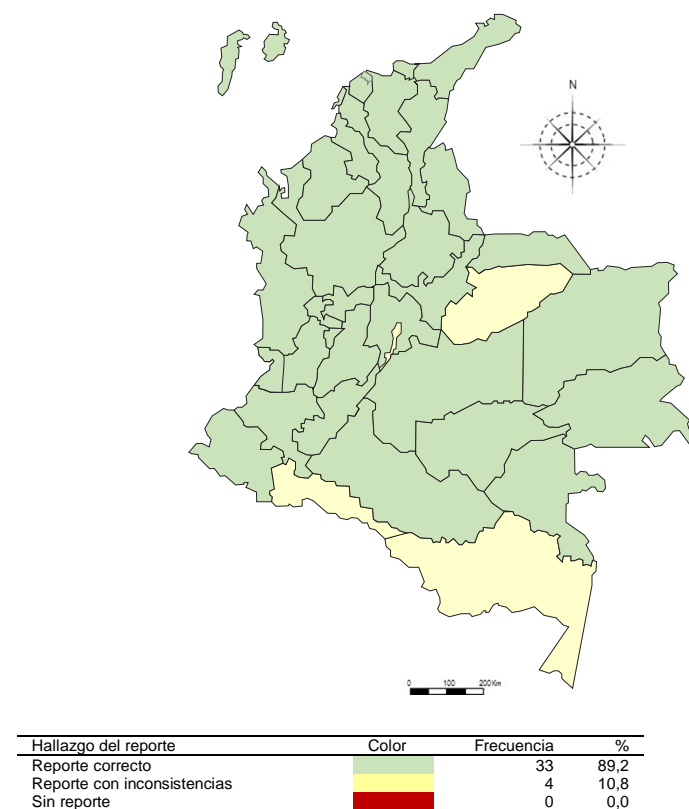 N
0 100 200 Km
Hallazgo del reporte Color Frecuencia %
Reporte correcto 33 89,2
Reporte con inconsistencias 4 10,8
Sin reporte 0 0,0